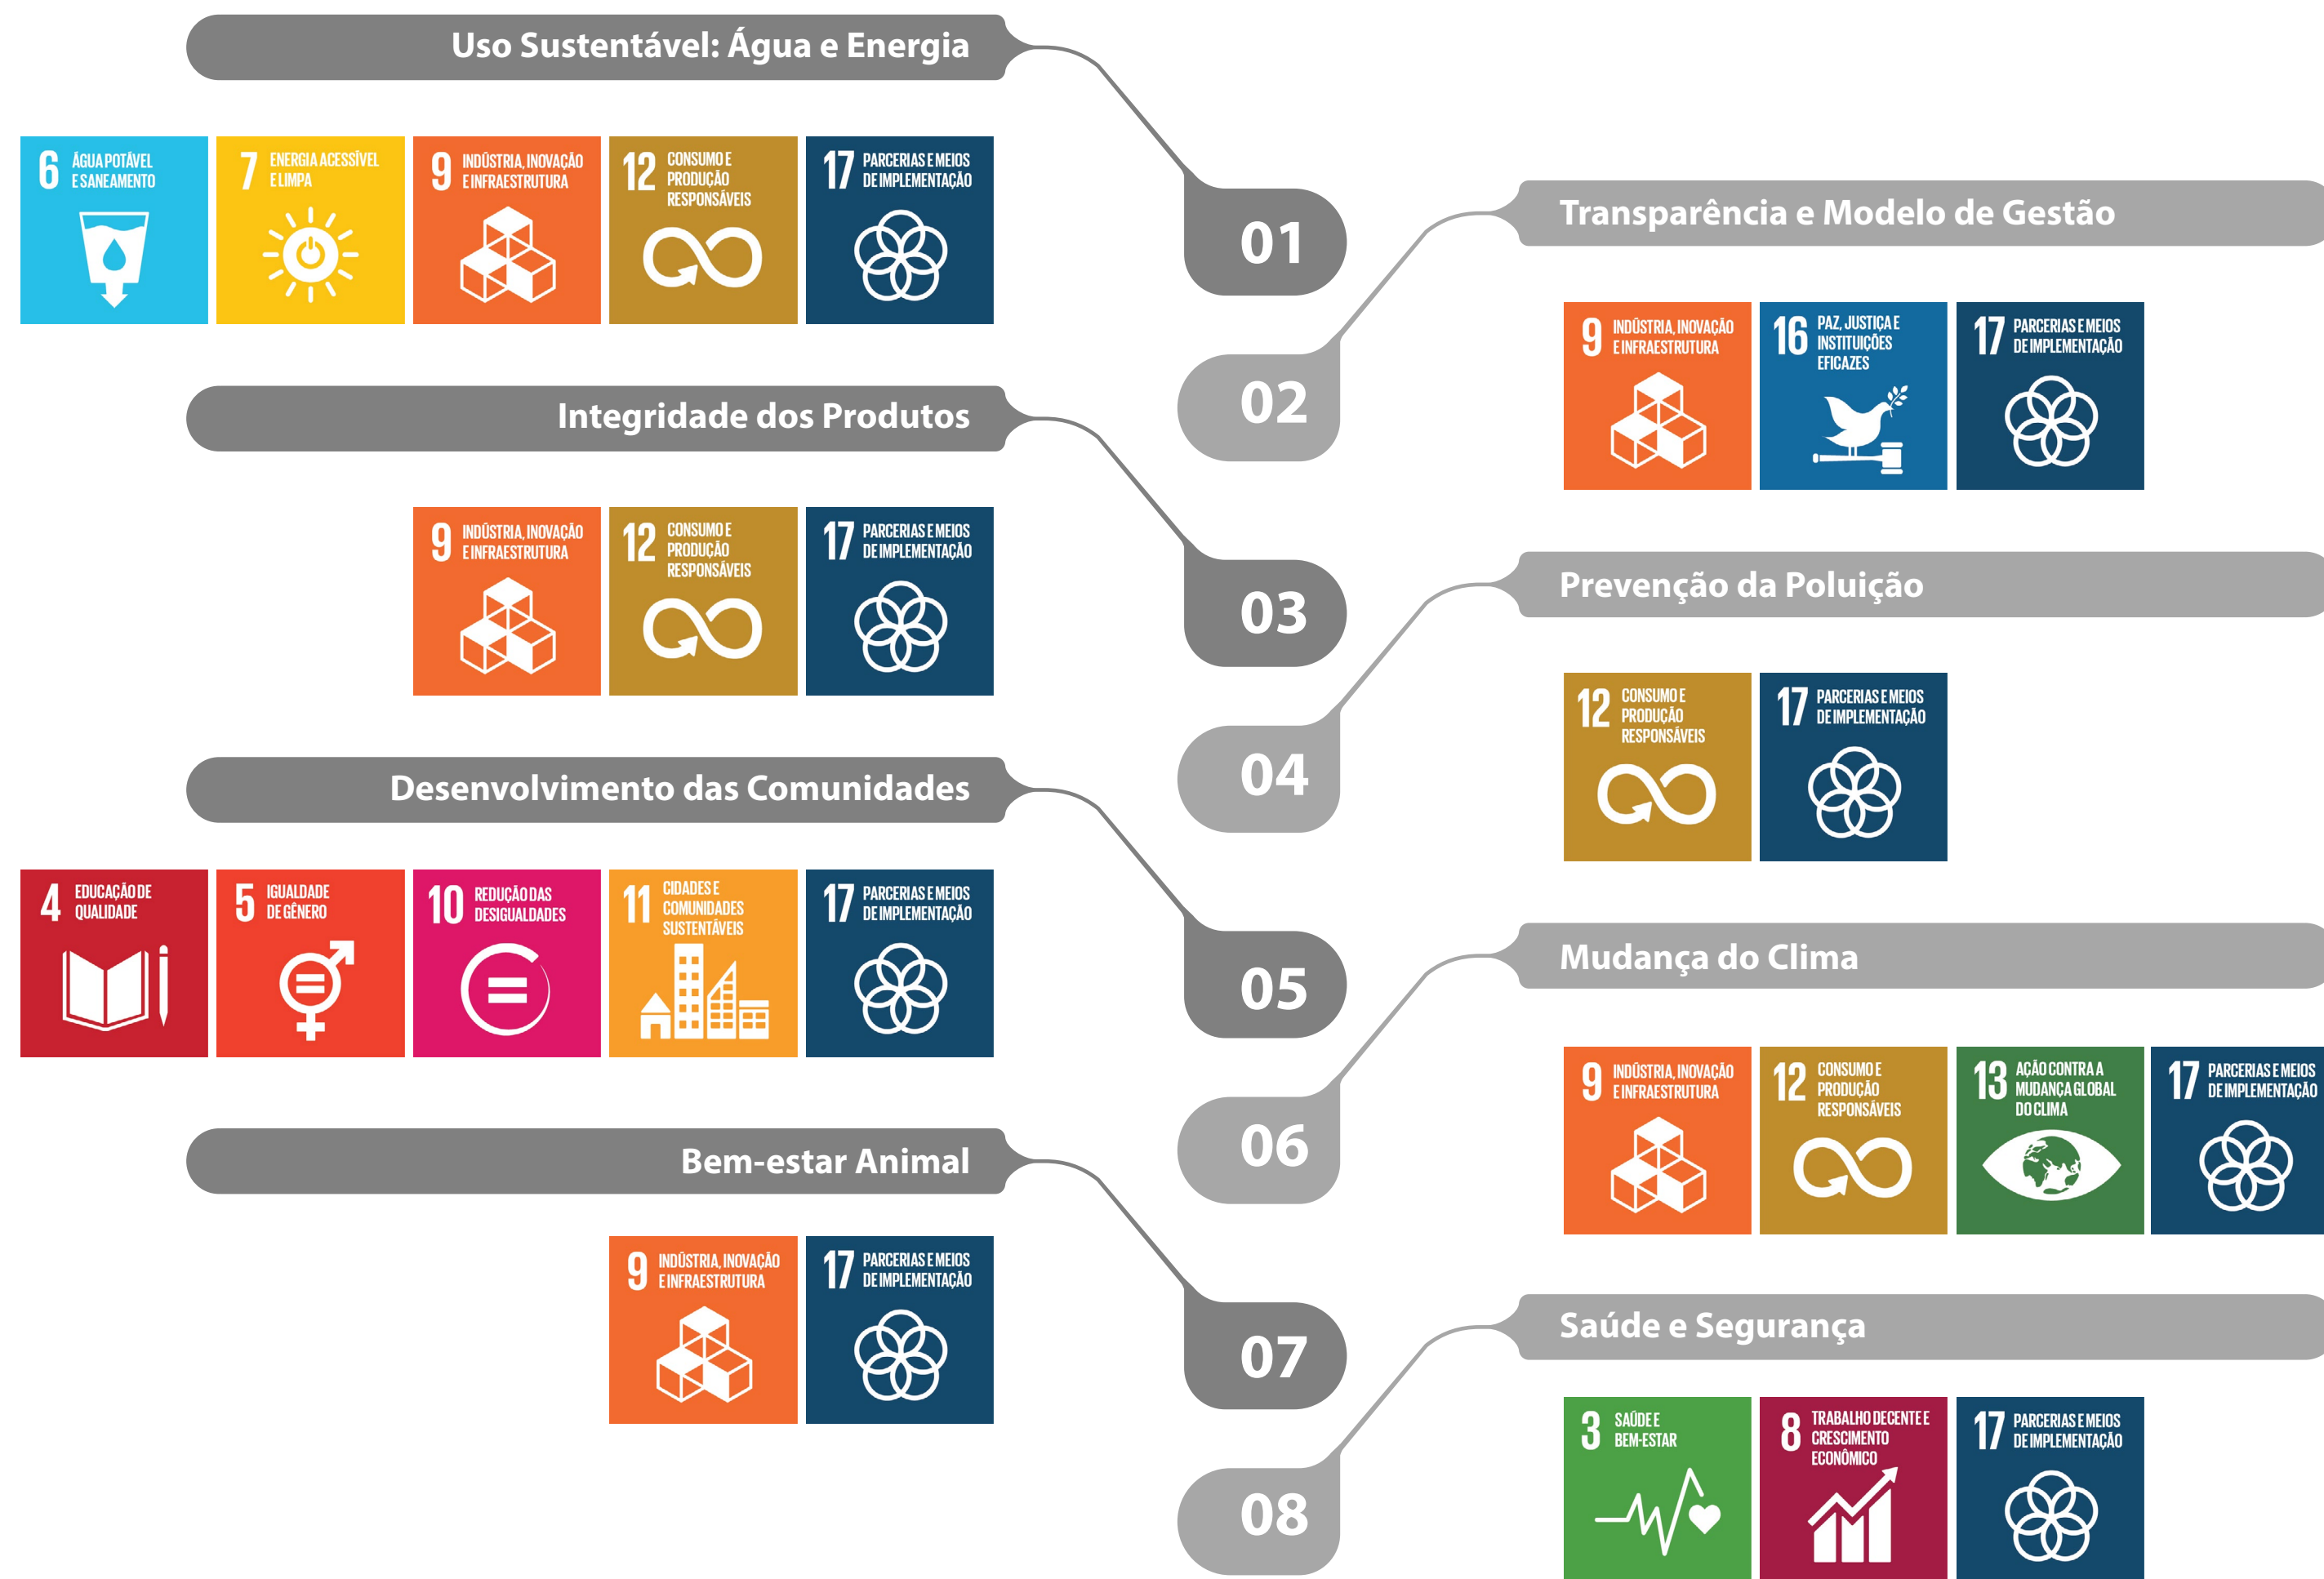 Uso Sustentável: Água e Energia
6 ÁGUA POTÁVEL
E SANEAMENTO
7 ENERGIA ACESSÍVEL
E LIMPA
9 INDÚSTRIA, INOVAÇÃO
E INFRAESTRUTURA
12 CONSUMO E
PRODUÇÃO
RESPONSÁVEIS
17 PARCERIAS E MEIOS
DE IMPLEMENTAÇÃO
01
Transparência e Modelo de Gestão
9 INDÚSTRIA, INOVAÇÃO
E INFRAESTRUTURA
16 PAZ, JUSTIÇA E
INSTITUIÇÕES
EFICAZES
17 PARCERIAS E MEIOS
DE IMPLEMENTAÇÃO
02
Integridade dos Produtos
9 INDÚSTRIA, INOVAÇÃO
E INFRAESTRUTURA
12 CONSUMO E
PRODUÇÃO
RESPONSÁVEIS
17 PARCERIAS E MEIOS
DE IMPLEMENTAÇÃO
03
Prevenção da Poluição
12 CONSUMO E
PRODUÇÃO
RESPONSÁVEIS
17 PARCERIAS E MEIOS
DE IMPLEMENTAÇÃO
04
Desenvolvimento das Comunidades
4 EDUCAÇÃO DE
QUALIDADE
5 IGUALDADE
DE GÊNERO
10 REDUÇÃO DAS
DESIGUALDADES
11 CIDADES E
COMUNIDADES
SUSTENTÁVEIS
17 PARCERIAS E MEIOS
DE IMPLEMENTAÇÃO
05
Mudança do Clima
9 INDÚSTRIA, INOVAÇÃO
E INFRAESTRUTURA
12 CONSUMO E
PRODUÇÃO
RESPONSÁVEIS
13 AÇÃO CONTRA A
MUDANÇA GLOBAL
DO CLIMA
17 PARCERIAS E MEIOS
DE IMPLEMENTAÇÃO
06
Bem-estar Animal
9 INDÚSTRIA, INOVAÇÃO
E INFRAESTRUTURA
17 PARCERIAS E MEIOS
DE IMPLEMENTAÇÃO
07
Saúde e Segurança
3 SAÚDE E
BEM-ESTAR
8 TRABALHO DECENTE E
CRESCIMENTO
ECONÔMICO
17 PARCERIAS E MEIOS
DE IMPLEMENTAÇÃO
08